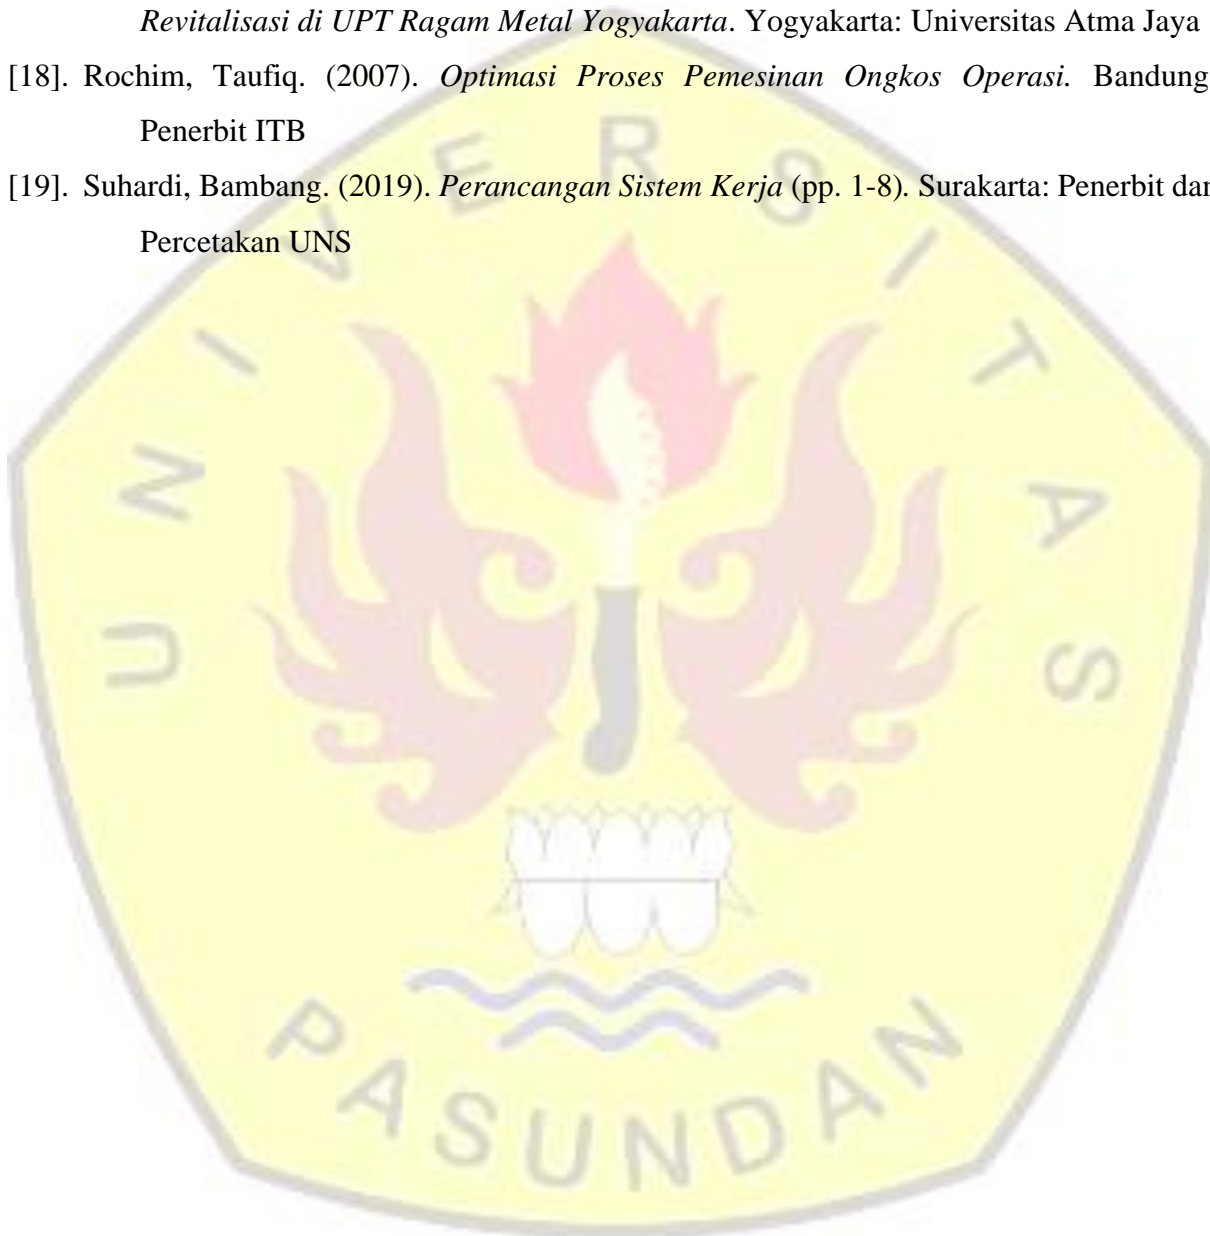 Revitalisasi di UPT Ragam Metal Yogyakarta. Yogyakarta: Universitas Atma Jaya
[18]. Rochim, Taufiq. (2007). Optimasi Proses Pemesinan Ongkos Operasi. Bandung
Penerbit ITB
[19]. Suhardi, Bambang. (2019). Perancangan Sistem Kerja (pp. 1-8). Surakarta: Penerbit dan
Percetakan UNS
UNIVERSITAS
PASUNDAN